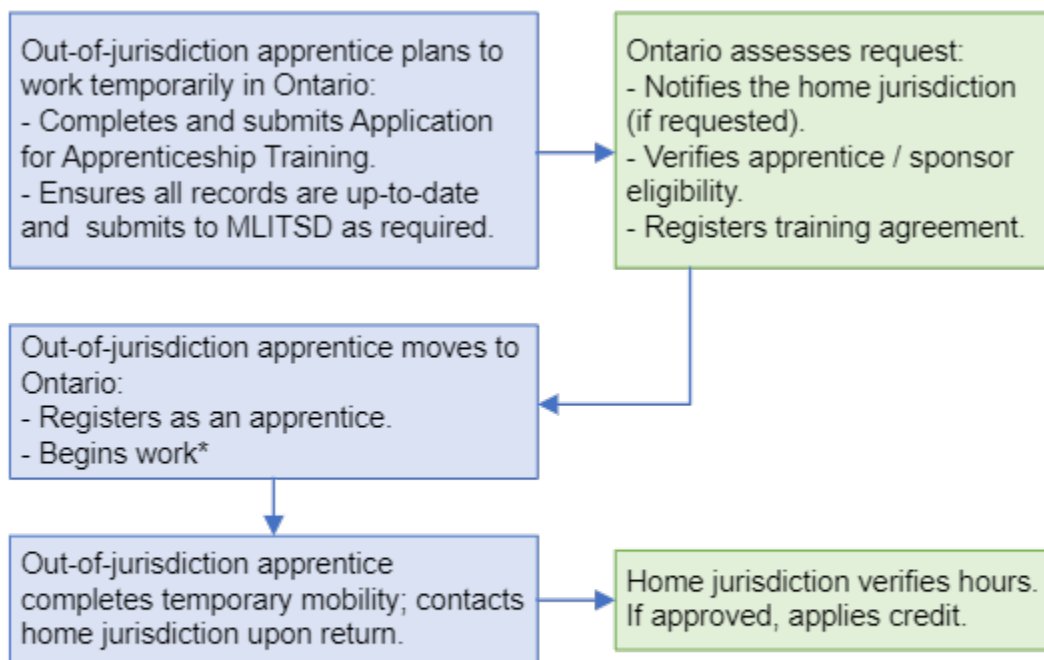 Out-of-jurisdiction apprentice plans to
work temporarily in Ontario:
- Completes and submits Application
for Apprenticeship Training.
- Ensures all records are up-to-date
and  submits to MLITSD as required.
Ontario assesses request:
- Notifies the home jurisdiction
(if requested).
- Verifies apprentice / sponsor
eligibility.
- Registers training agreement.
Out-of-jurisdiction apprentice moves to
Ontario:
- Registers as an apprentice.
- Begins work*
Out-of-jurisdiction apprentice
completes temporary mobility; contacts
home jurisdiction upon return.
Home jurisdiction verifies hours.
If approved, applies credit.